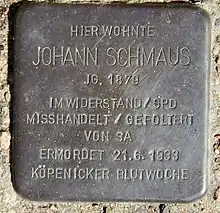 HIER WOHNTE
JOHANN SCHMAUS
JG. 1879
IM WIDERSTAND / SPD
MISSHANDELT / GEFOLTERT
VON SA
ERMORDET 21.6.1933
KÖPENICKER BLUTWOCHE